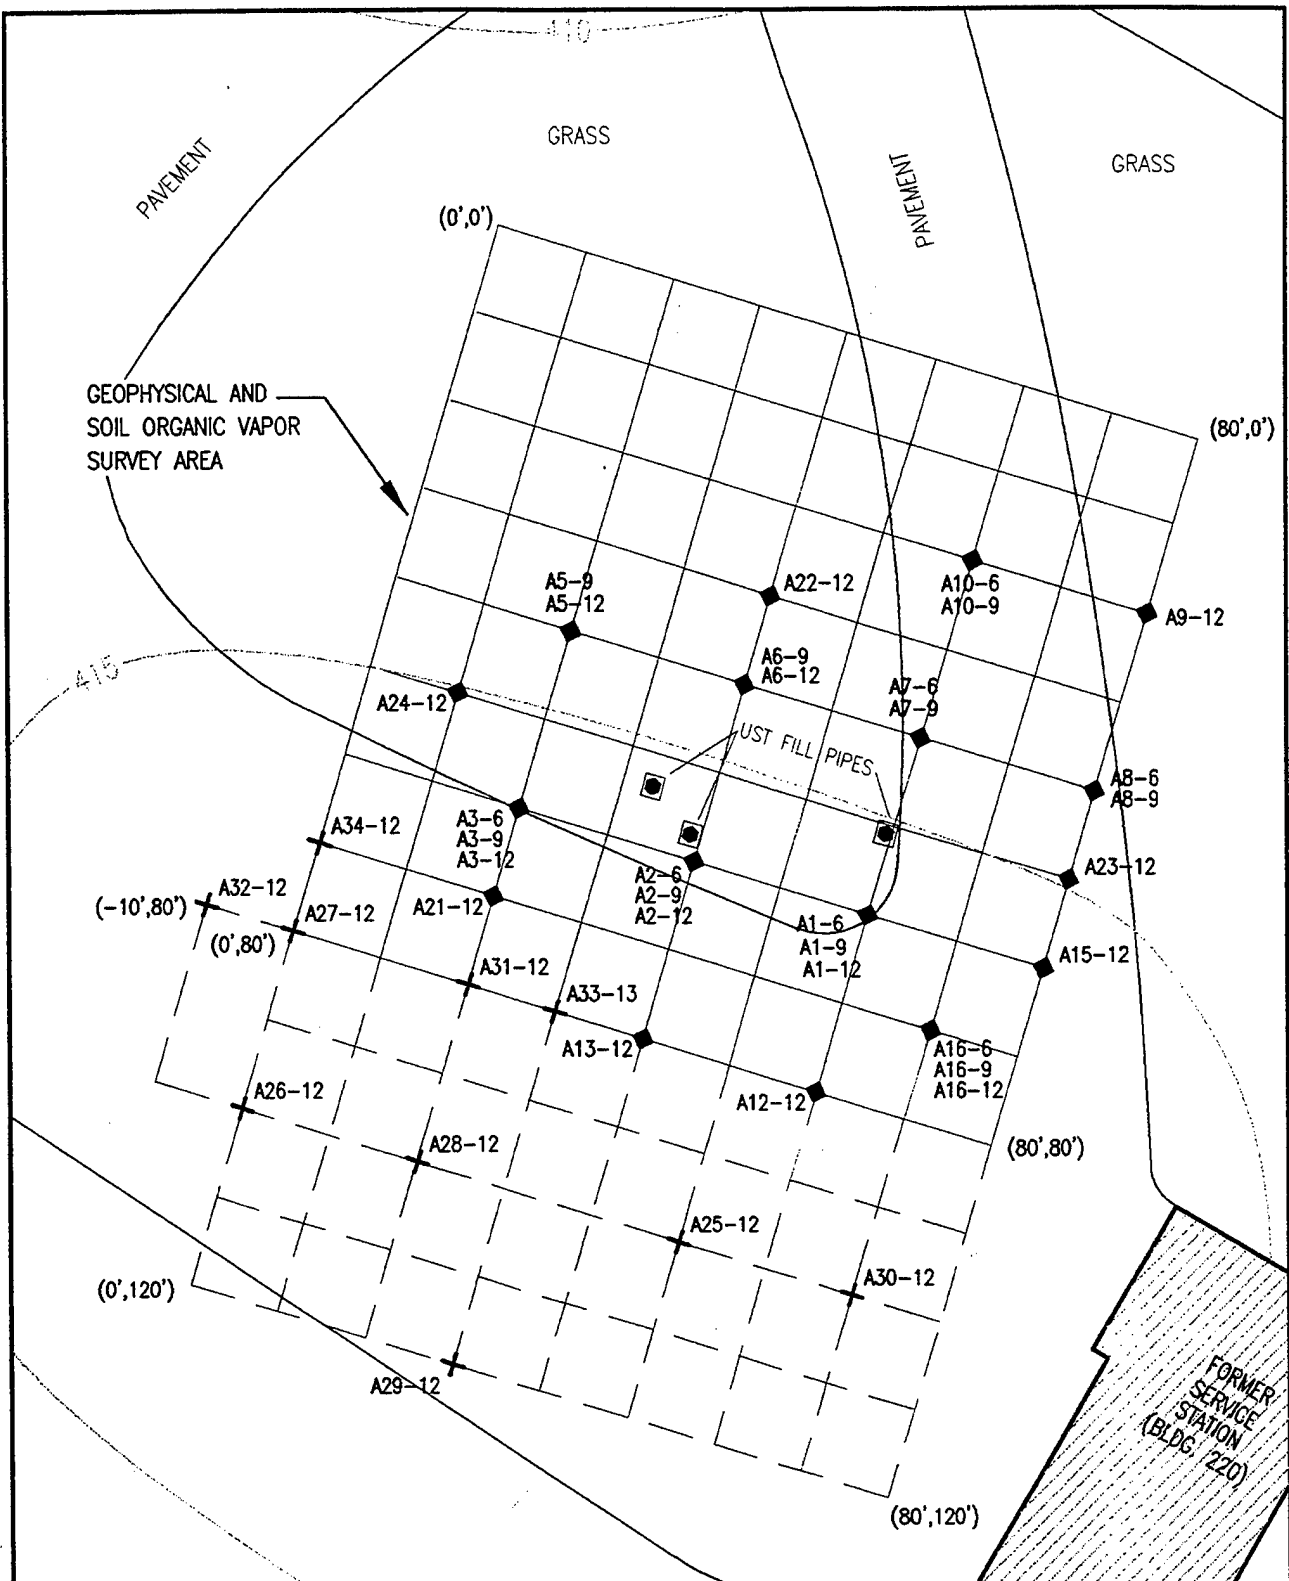 410
GRASS
PAVEMENT
PAVEMENT
GRASS
(0',0')
GEOPHYSICAL AND
SOIL ORGANIC VAPOR
SURVEY AREA
(80',0')
A5-9
A5-12
A22-12
A10-6
A10-9
A9-12
A6-9
A6-12
415
A24-12
A7-6
A7-9
UST FILL PIPES
A8-6
A8-9
A34-12
A3-6
A3-9
A3-12
A23-12
A2-6
A2-9
A2-12
A32-12
(-10',80')
A27-12
(0',80')
A21-12
A1-6
A1-9
A1-12
A15-12
A31-12
A33-13
A13-12
A16-6
A16-9
A16-12
A26-12
A12-12
A28-12
(80',80')
A25-12
A30-12
(0',120')
A29-12
FORMER
SERVICE
STATION
(BLDG. 220)
(80',120')